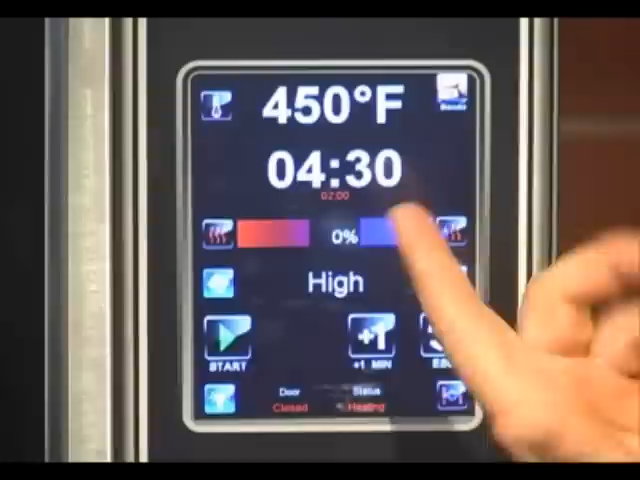 450°F
04:30
02:00
0%
High
+1
START
+1 MIN
Door
Status
Closed
Heating